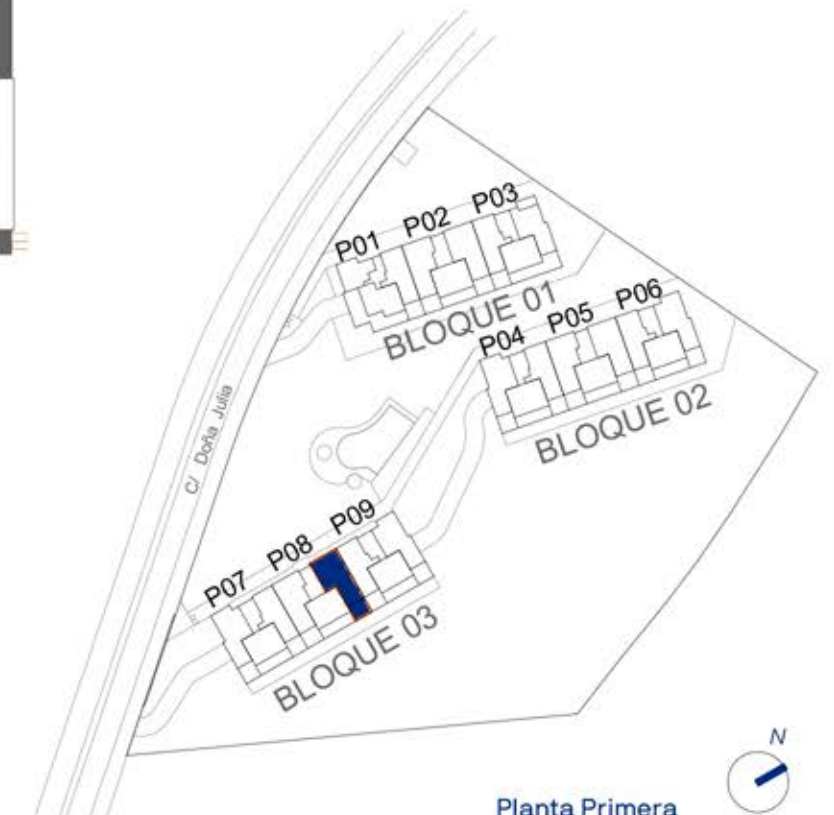 P01 P02 P03
BLOQUE 01
P04 P05 P06
BLOQUE 02
C/ Doña Julia
P07 P08 P09
BLOQUE 03
N
Planta Primera